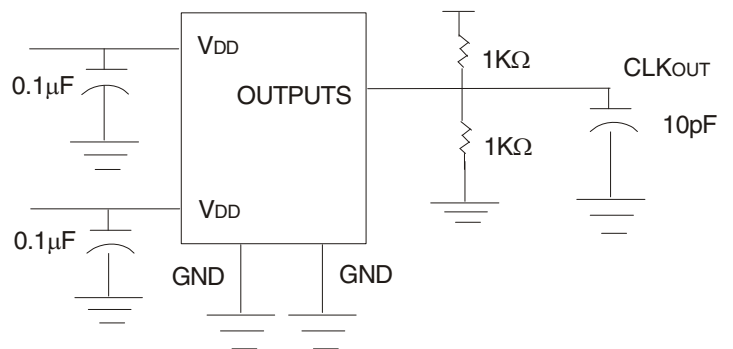 VDD
1KΩ
CLKOUT
0.1μF
OUTPUTS
10pF
1KΩ
VDD
0.1μF
GND
GND